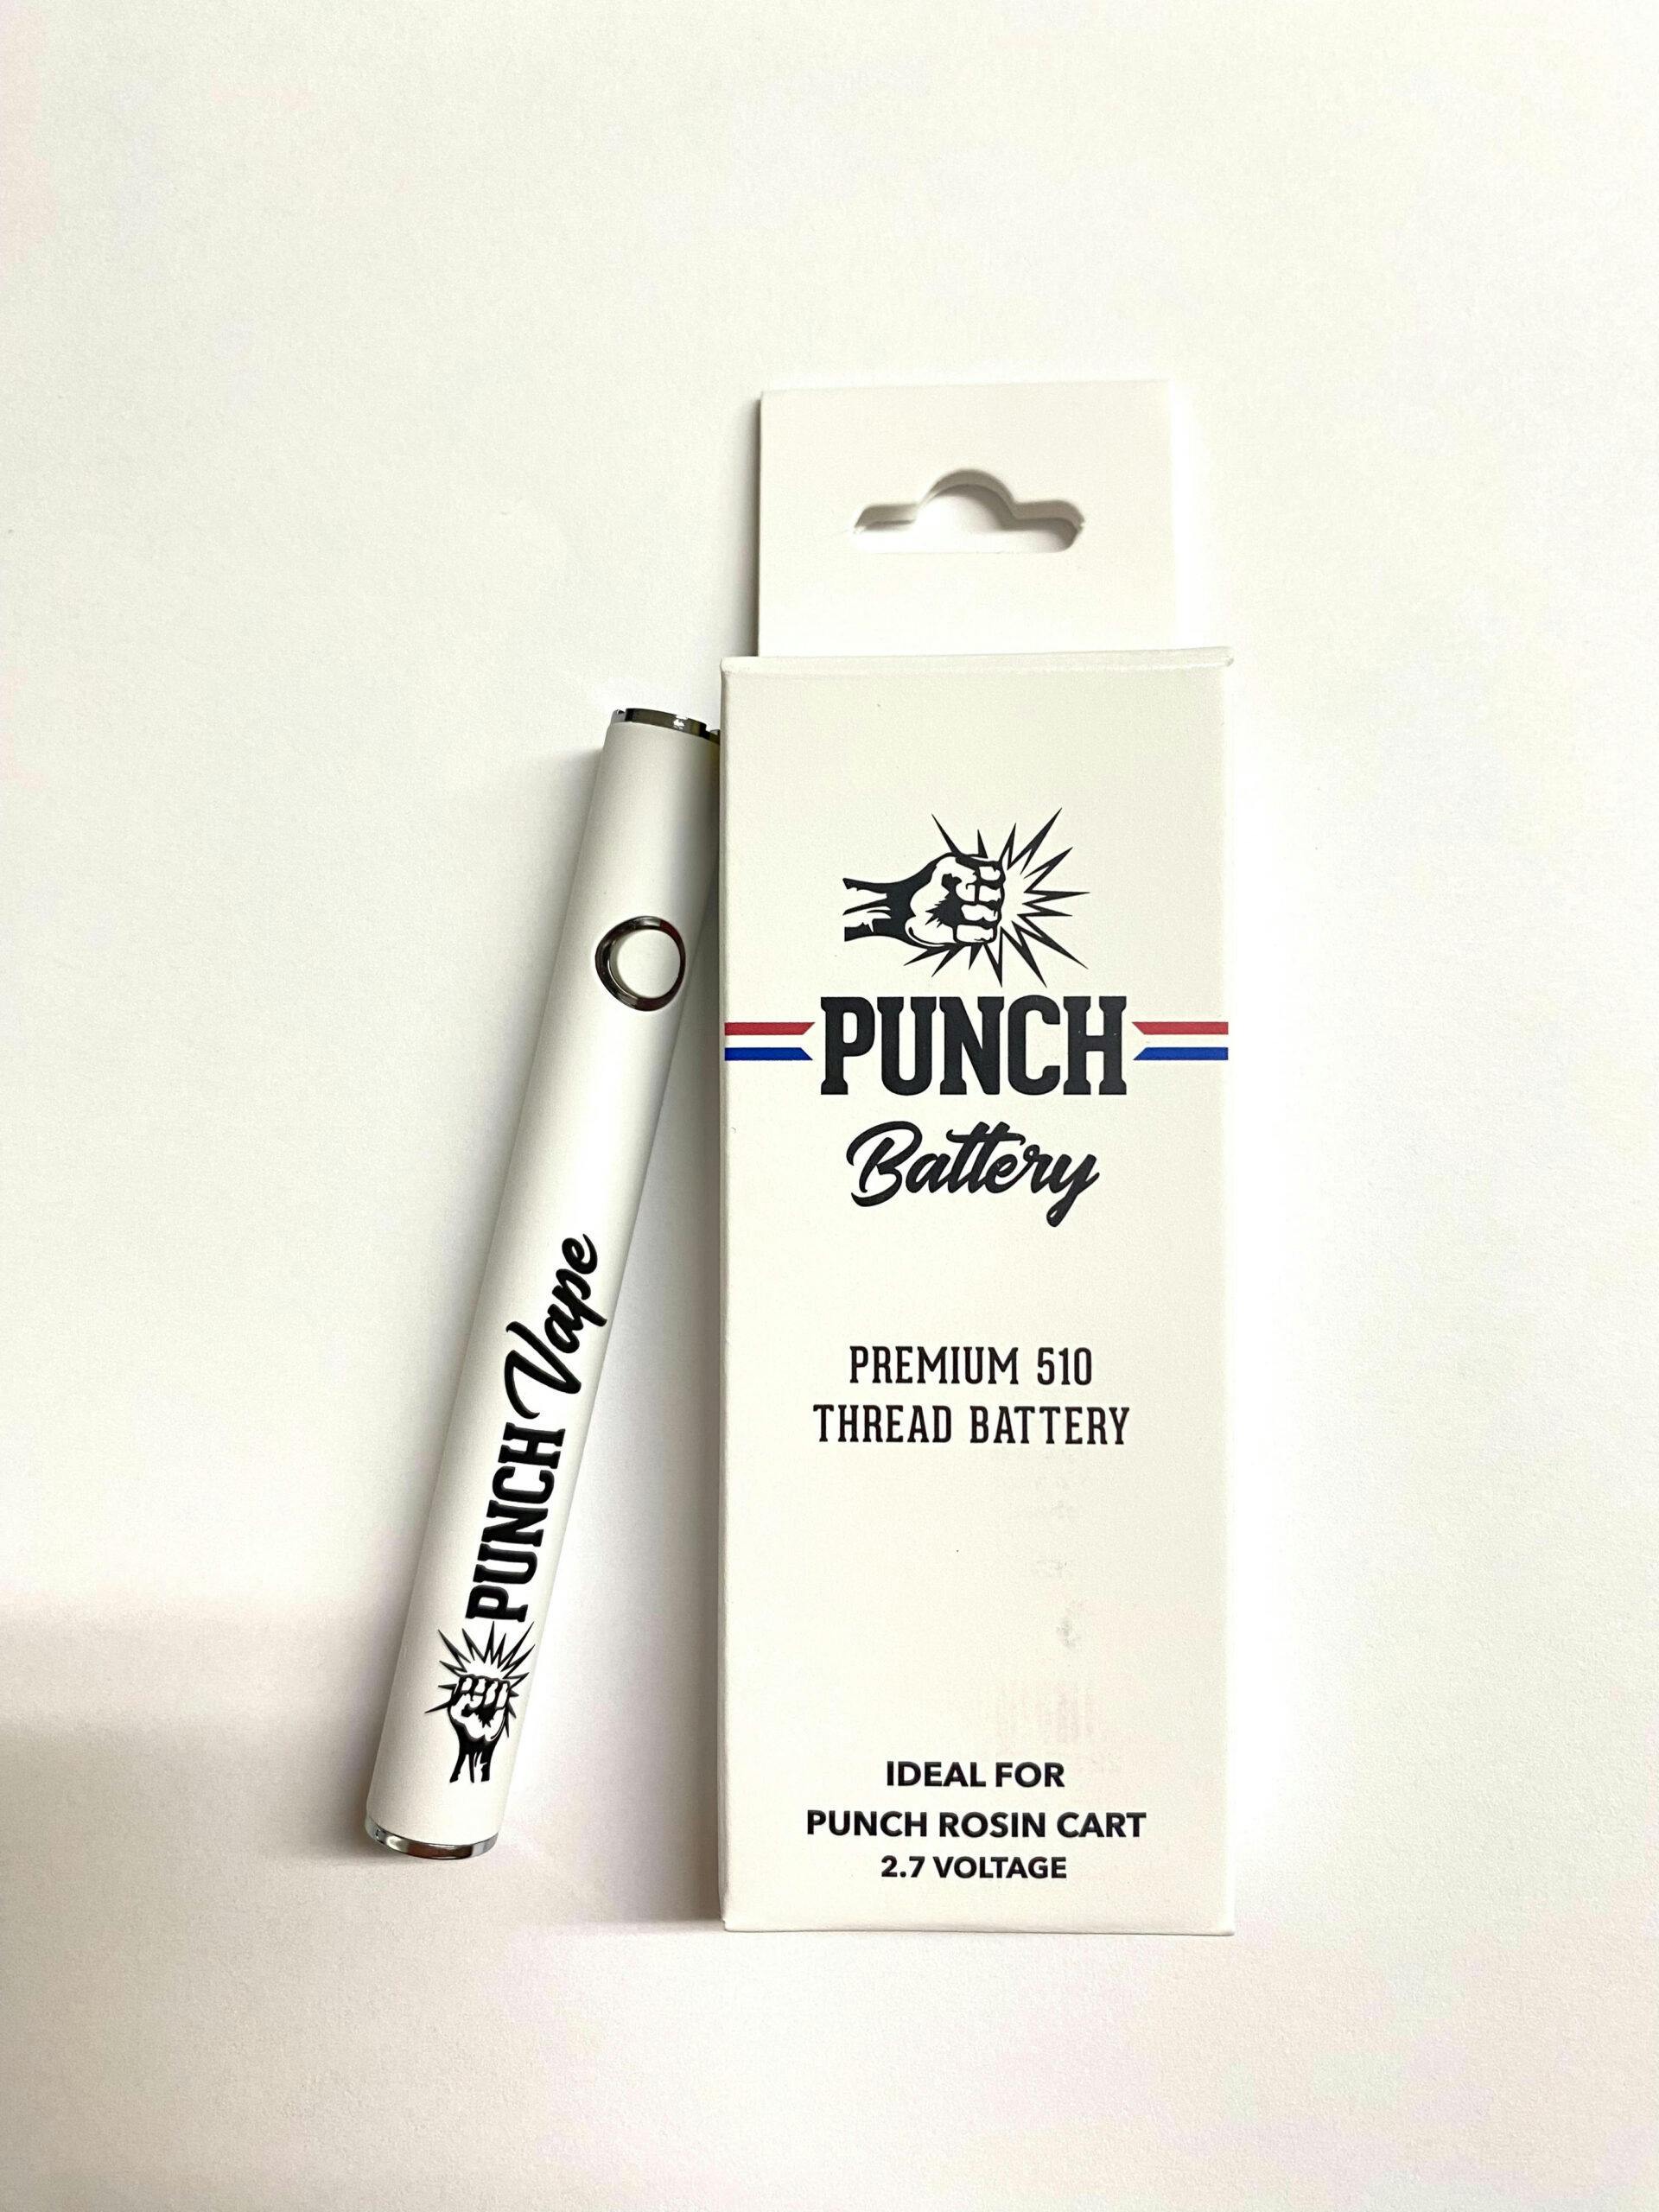 PUNCH Vape
PUNCH
Battery
PREMIUM 510
THREAD BATTERY
IDEAL FOR
PUNCH ROSIN CART
2.7 VOLTAGE